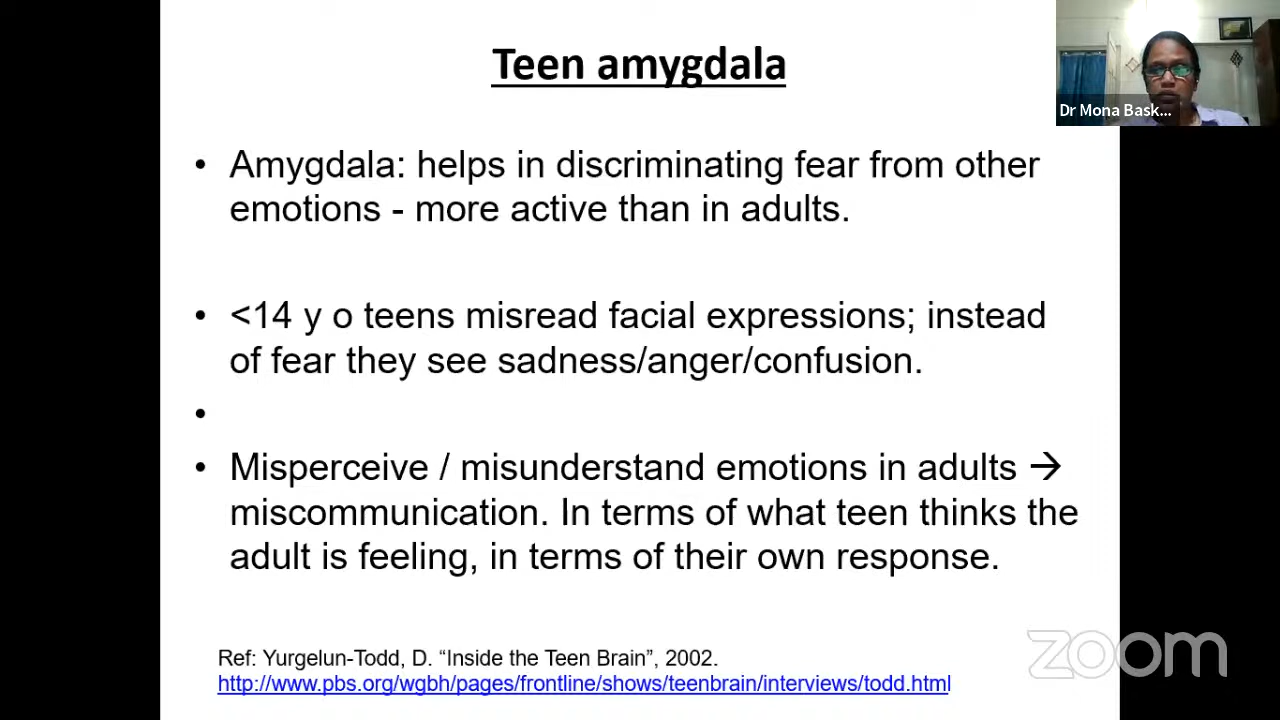 Teen amygdala
Dr Mona Bask...
• Amygdala: helps in discriminating fear from other
emotions - more active than in adults.
• <14 y o teens misread facial expressions; instead
of fear they see sadness/anger/confusion.
•
• Misperceive / misunderstand emotions in adults →
miscommunication. In terms of what teen thinks the
adult is feeling, in terms of their own response.
Ref: Yurgelun-Todd, D. “Inside the Teen Brain”, 2002.
http://www.pbs.org/wgbh/pages/frontline/shows/teenbrain/interviews/todd.html
zoom